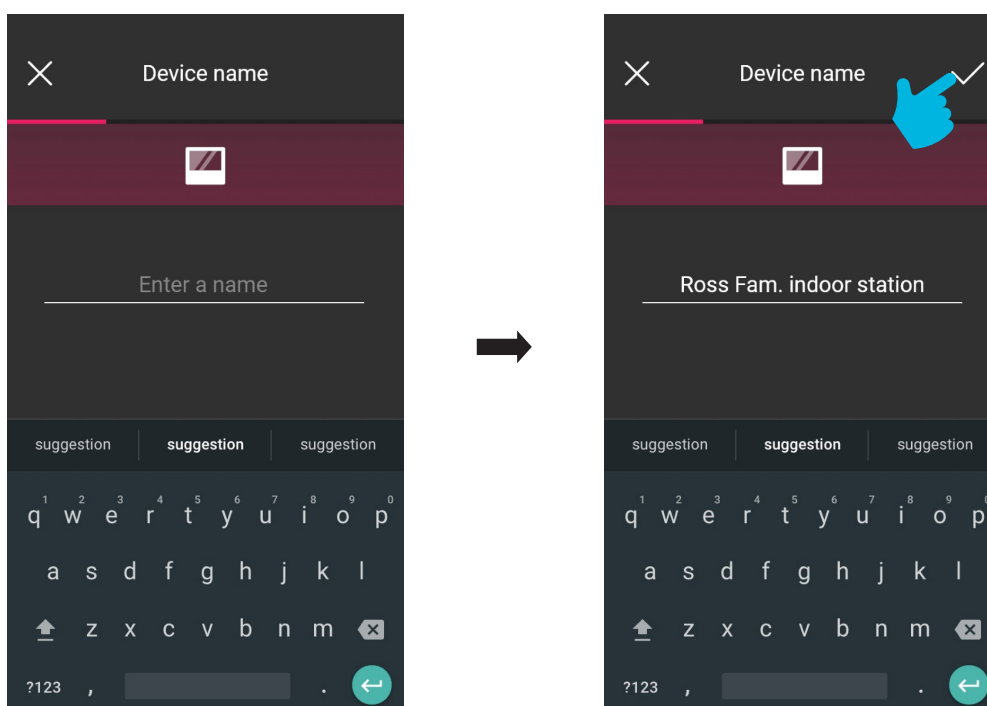 Device name
Enter a name
suggestion suggestion suggestion
1 2 3 4 5 6 7 8 9 0
q w e r t y u i o p
a s d f g h j k l
z x c v b n m
?123 , .
Device name
Ross Fam. indoor station
suggestion suggestion suggestion
1 2 3 4 5 6 7 8 9
q w e r t y u i o p
a s d f g h j k l
z x c v b n m
?123 , .